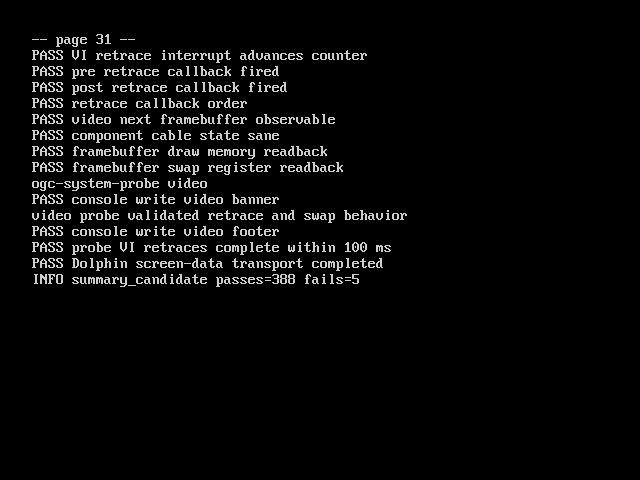 -- page 31 --
PASS VI retrace interrupt advances counter
PASS pre retrace callback fired
PASS post retrace callback fired
PASS retrace callback order
PASS video next framebuffer observable
PASS component cable state sane
PASS framebuffer draw memory readback
PASS framebuffer swap register readback
ogc-system-probe video
PASS console write video banner
video probe validated retrace and swap behavior
PASS console write video footer
PASS probe VI retraces complete within 100 ms
PASS Dolphin screen-data transport completed
INFO summary_candidate passes=388 fails=5